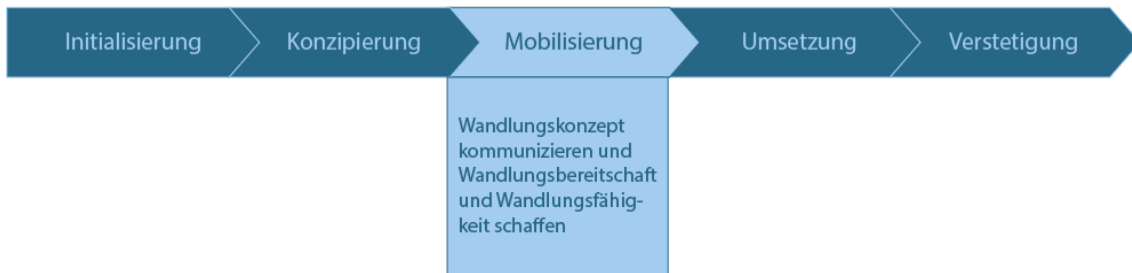 Initialisierung
Konzipierung
Mobilisierung
Umsetzung
Verstetigung
Wandlungskonzept
kommunizieren und
Wandlungsbereitschaft
und Wandlungsfähig-
keit schaffen